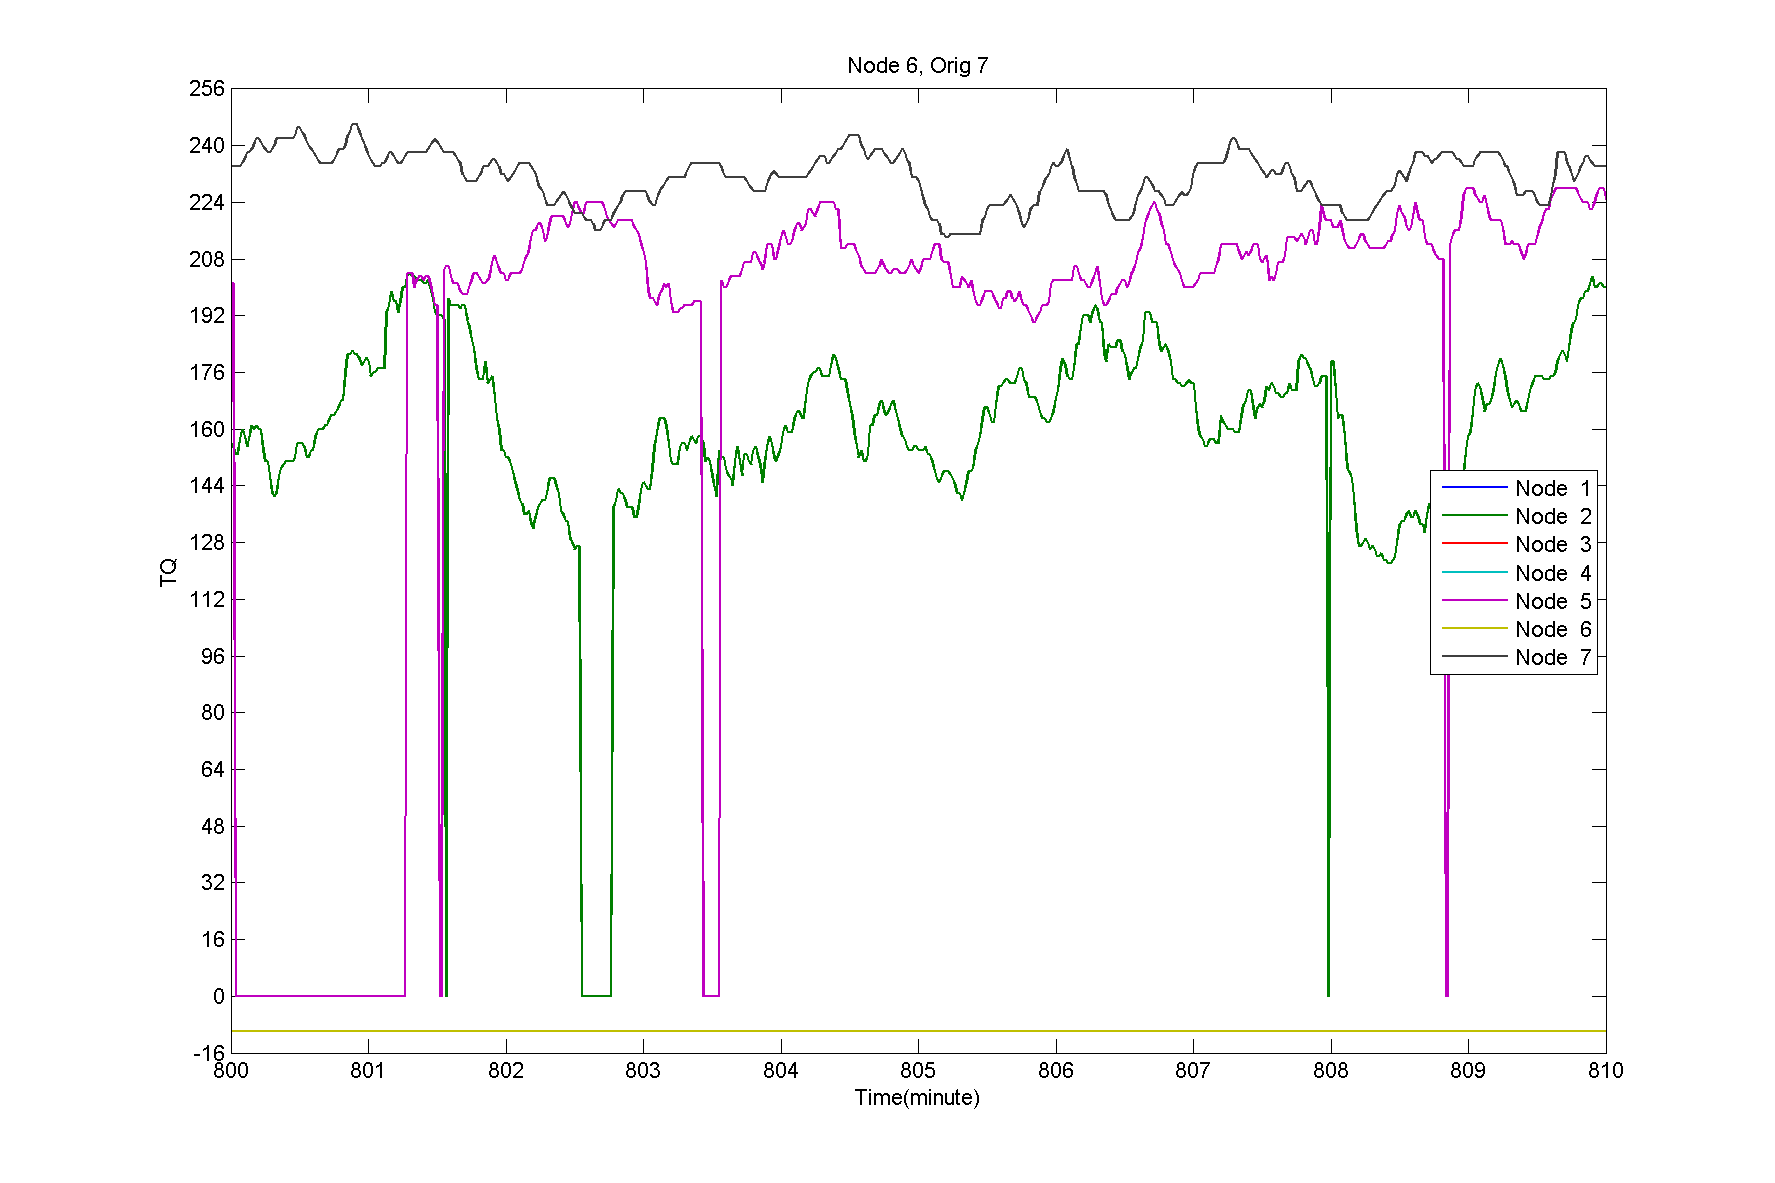 Node 6, Orig 7
256
240
224
208
192
176
160
144
128
112
96
80
64
48
32
16
0
-16
TQ
800 801 802 803 804 805 806 807 808 809 810
Time(minute)
Node 1
Node 2
Node 3
Node 4
Node 5
Node 6
Node 7